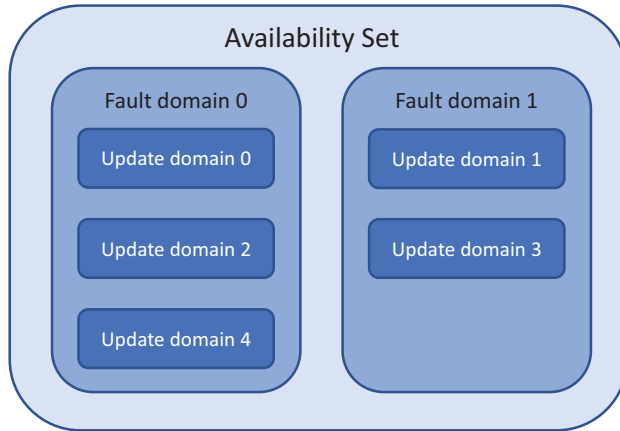 Availability Set
Fault domain 0
Update domain 0
Update domain 2
Update domain 4
Fault domain 1
Update domain 1
Update domain 3